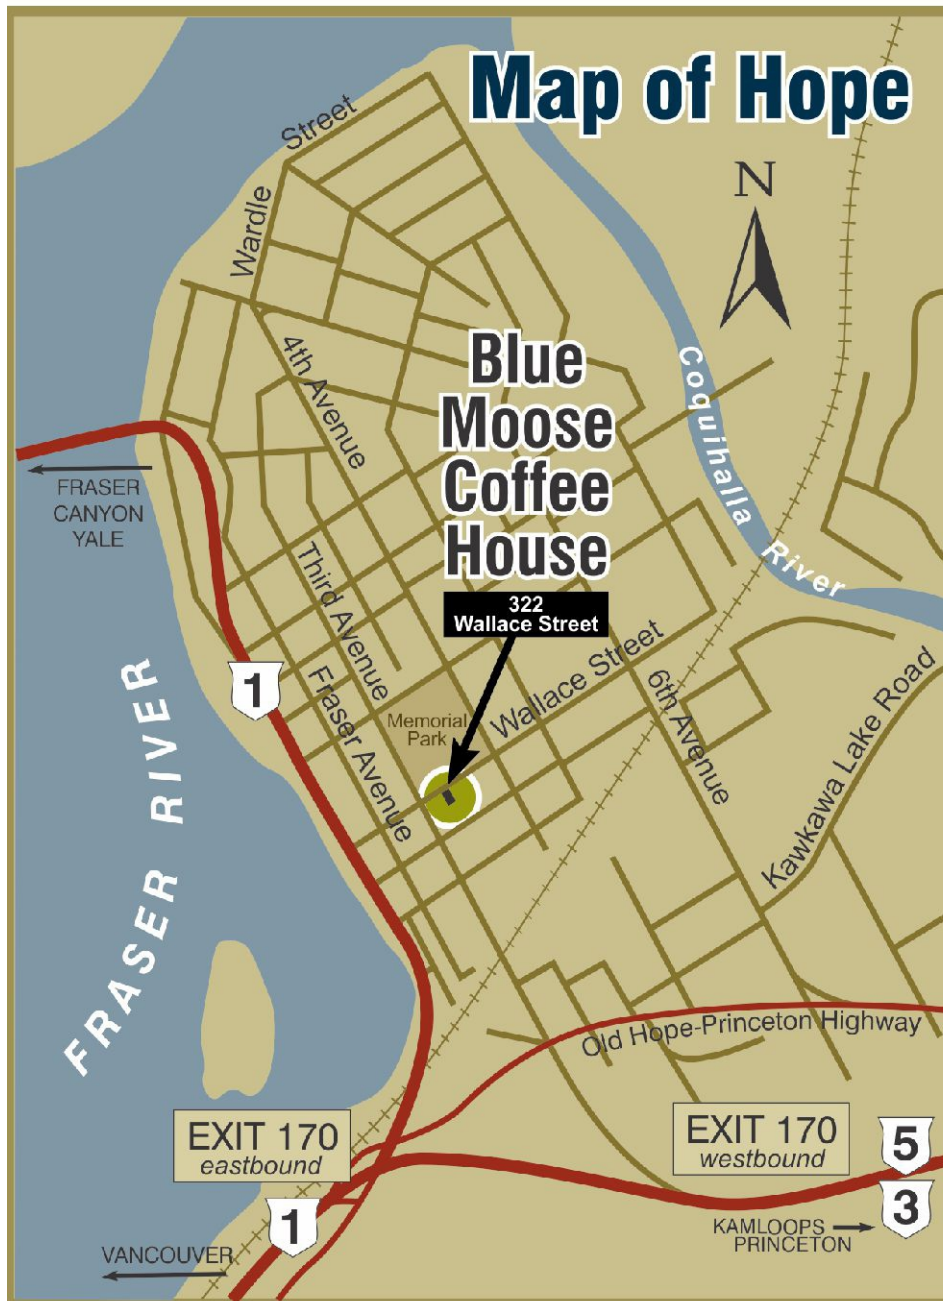 Map of Hope
N
Wardle Street
4th Avenue
Blue
Moose
Coffee
House
322
Wallace Street
Coquihalla River
FRASER
CANYON
YALE
Third Avenue
Fraser Avenue
1
Memorial
Park
Wallace Street
6th Avenue
Kawkawa Lake Road
FRASER RIVER
Old Hope-Princeton Highway
EXIT 170
eastbound
EXIT 170
westbound
5
3
1
KAMLOOPS
PRINCETON
VANCOUVER